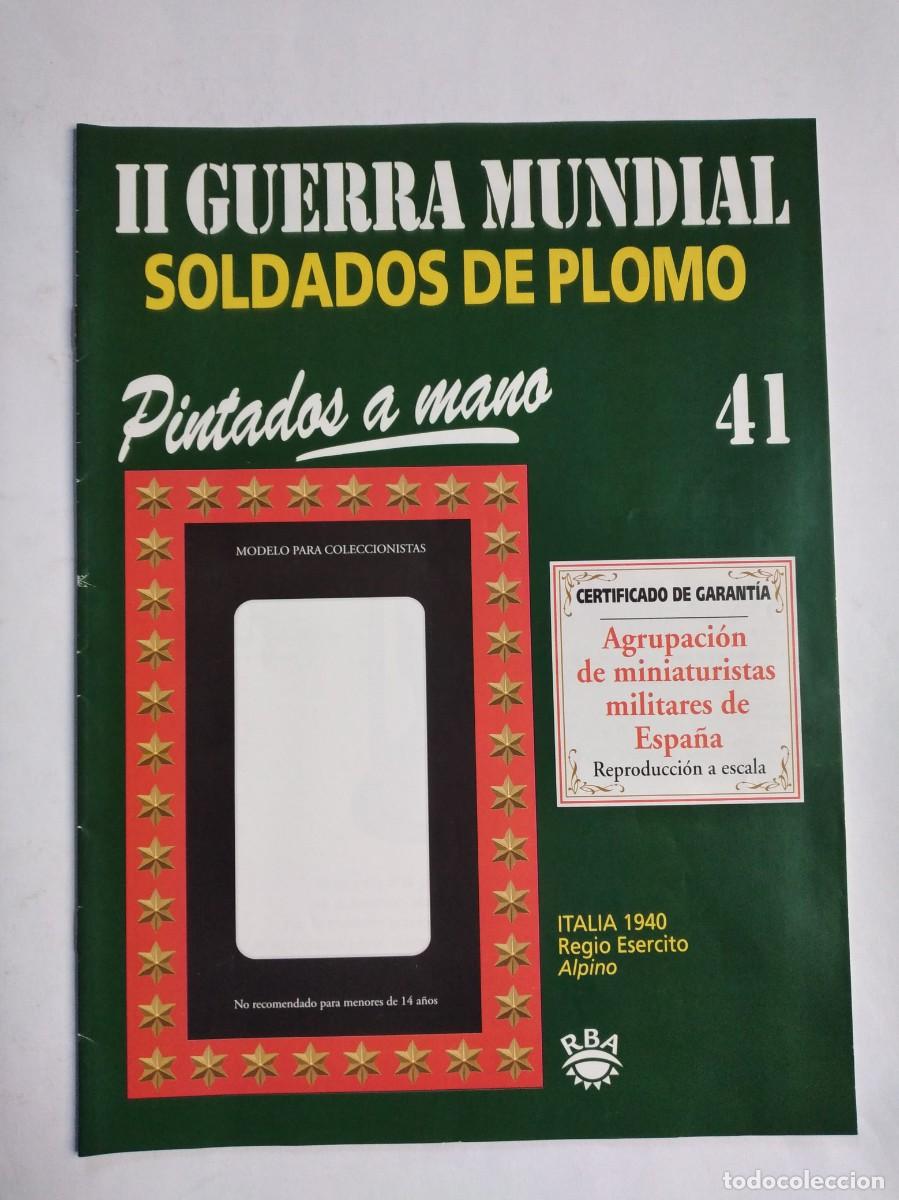 II GUERRA MUNDIAL
SOLDADOS DE PLOMO
Pintados a mano
41
MODELO PARA COLECCIONISTAS
No recomendado para menores de 14 años
CERTIFICADO DE GARANTÍA
Agrupación
de miniaturistas
militares de
España
Reproducción a escala
ITALIA 1940
Regio Esercito
Alpino
RBA
todocoleccion